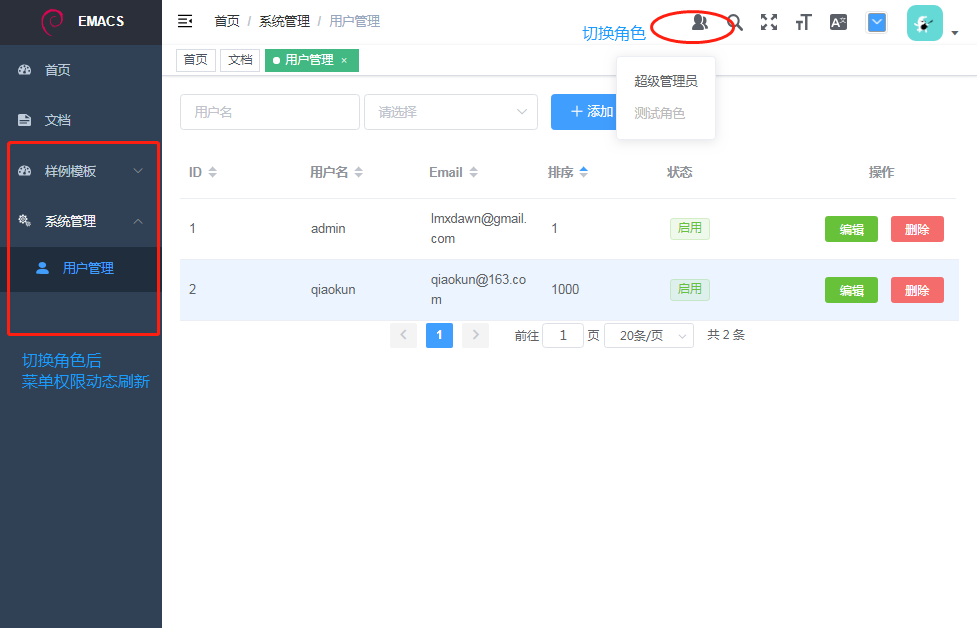 EMACS
首页 / 系统管理 / 用户管理
切换角色
首页
文档
用户管理 ×
首页
文档
样例模板
系统管理
用户管理
切换角色后
菜单权限动态刷新
超级管理员
测试角色
用户名
请选择
+ 添加
ID 用户名 Email 排序 状态 操作
1 admin lmxdawn@gmail. 1 启用 编辑 删除
com
2 qiaokun qiaokun@163.co 1000 启用 编辑 删除
m
< 1 > 前往 1 页 20条/页 共 2 条